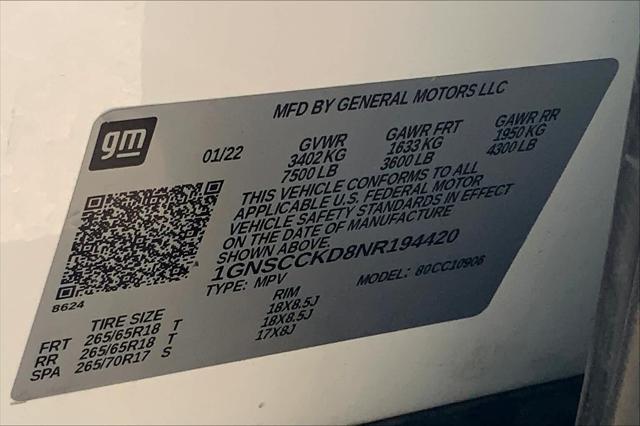 MFD BY GENERAL MOTORS LLC
gm
01/22
GVWR GAWR FRT GAWR RR
3402 KG 1633 KG 1950 KG
7500 LB 3600 LB 4300 LB
THIS VEHICLE CONFORMS TO ALL
APPLICABLE U.S. FEDERAL MOTOR
VEHICLE SAFETY STANDARDS IN EFFECT
ON THE DATE OF MANUFACTURE
SHOWN ABOVE.
1GNSCCKD8NR194420
TYPE: MPV MODEL: 80CC10906
8624
TIRE SIZE RIM
FRT 265/65R18 T 18X8.5J
RR 265/65R18 T 18X8.5J
SPA 265/70R17 S 17X8J